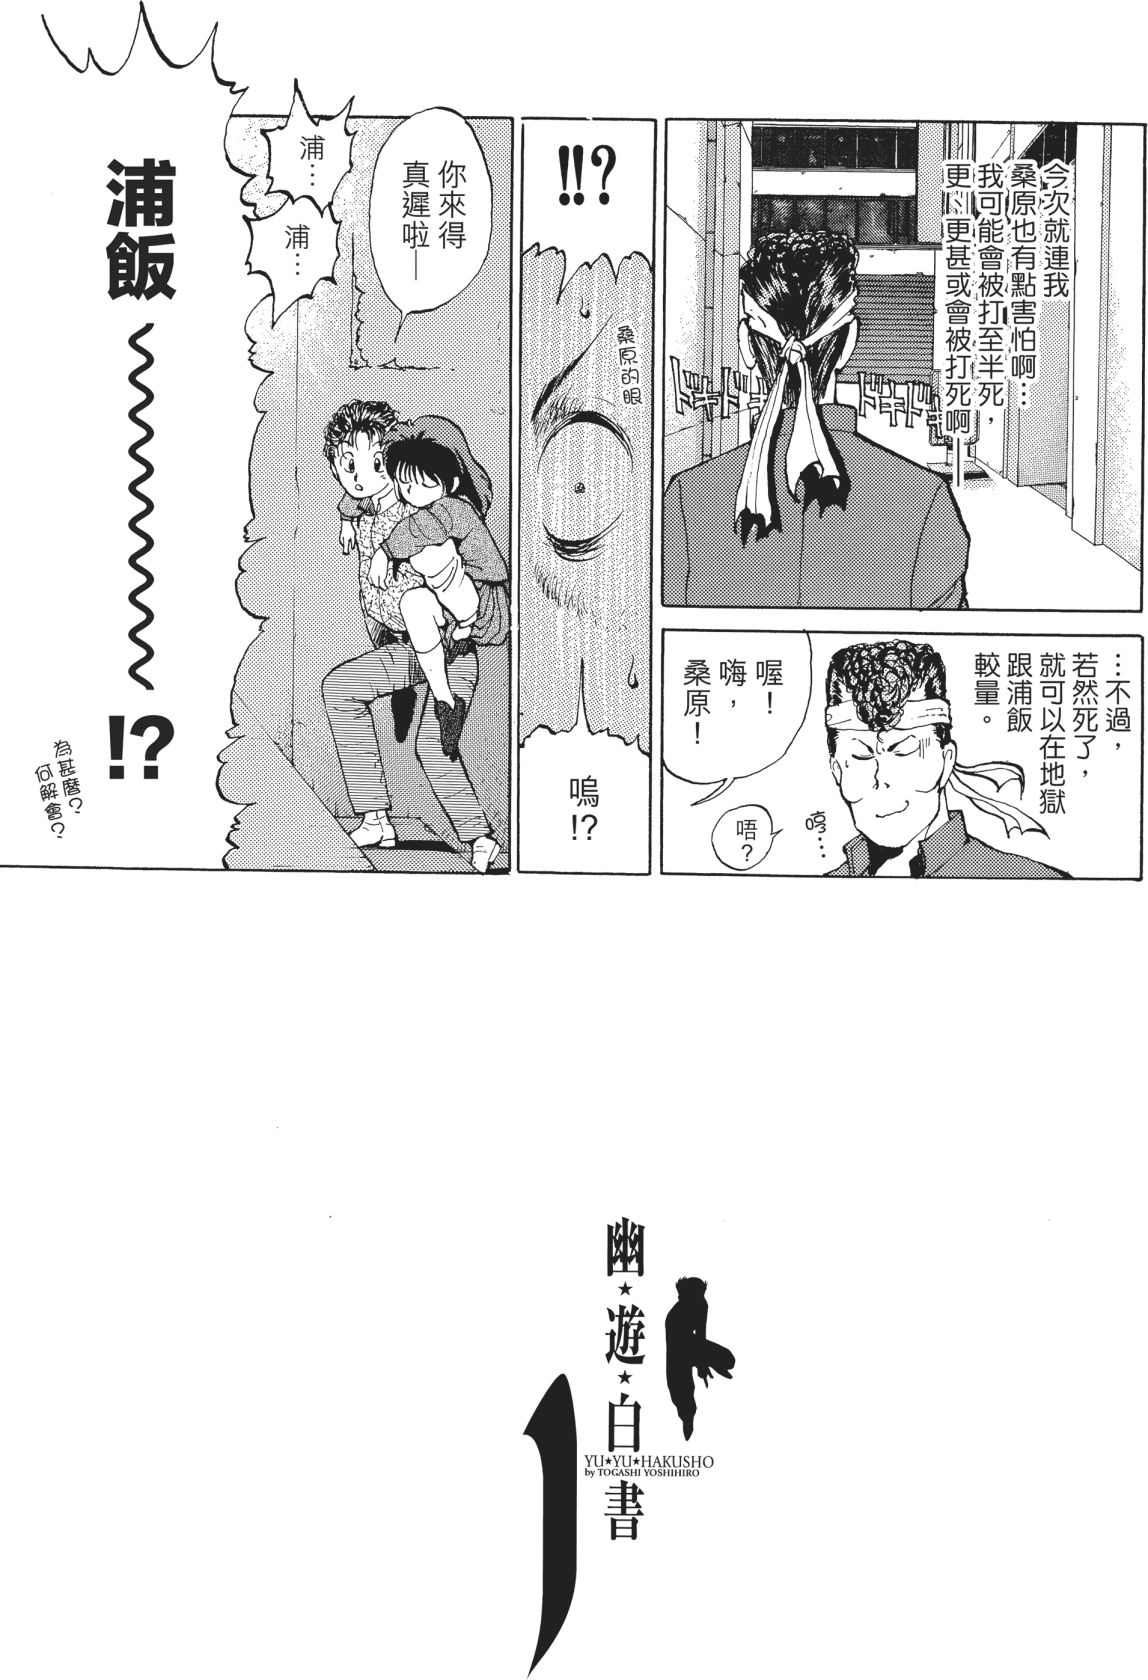 今次就連我
桑原也有點害怕啊…
我可能會被打至半死，
更、更甚或會被打死啊—
ドキドキ
ドキドキ
…不過，
若然死了，
就可以在地獄
跟浦飯
較量。
哼…
喔！
嗨，
桑原！
唔？
!!?
桑原的眼
嗚!?
你來得
真遲啦—
浦…
浦…
浦飯～～～～～～!?
為甚麼？
何解會？
幽★遊★白書
YU★YU★HAKUSHO
by TOGASHI YOSHIHIRO
1